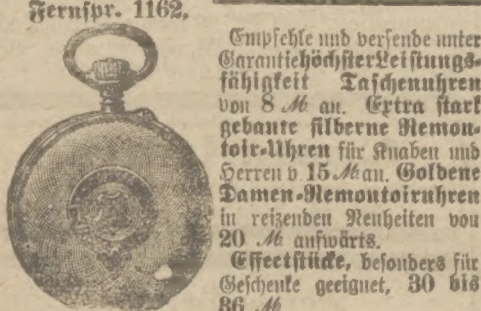 Fernspr. 1162.
Empfehle und versende unter
Garantie höchster Leistungs-
fähigkeit Taschenuhren
von 8 M an. Extra stark
gebaute silberne Remon-
toir-Uhren für Knaben und
Herren v 15 M an. Goldene
Damen-Remontoiruhren
in reizenden Neuheiten von
20 M aufwärts.
Effectstücke, besonders für
Geschenke geeignet, 30 bis
36 M